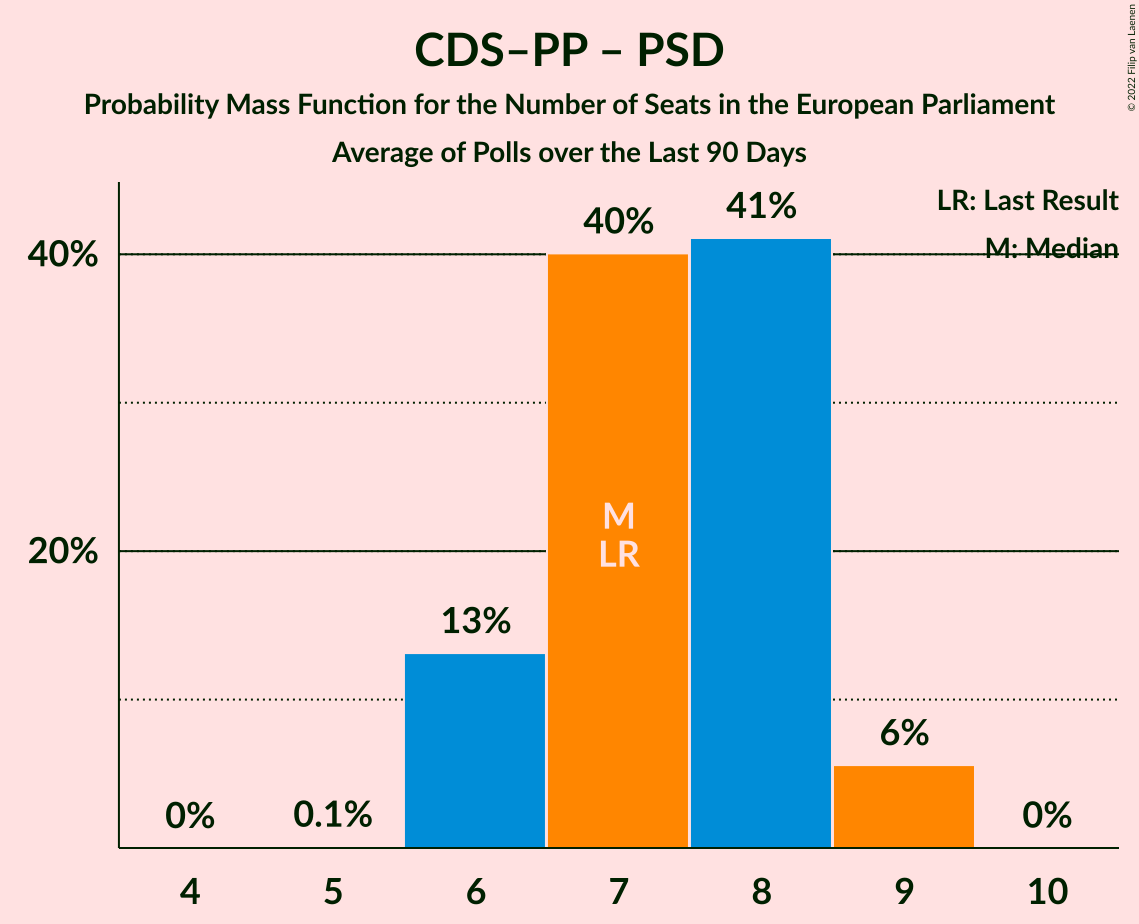 CDS–PP – PSD
Probability Mass Function for the Number of Seats in the European Parliament
Average of Polls over the Last 90 Days
© 2022 Filip van Laenen
LR: Last Result
M: Median
40%
20%
0%
0.1%
13%
40%
41%
6%
0%
M
LR
4
5
6
7
8
9
10